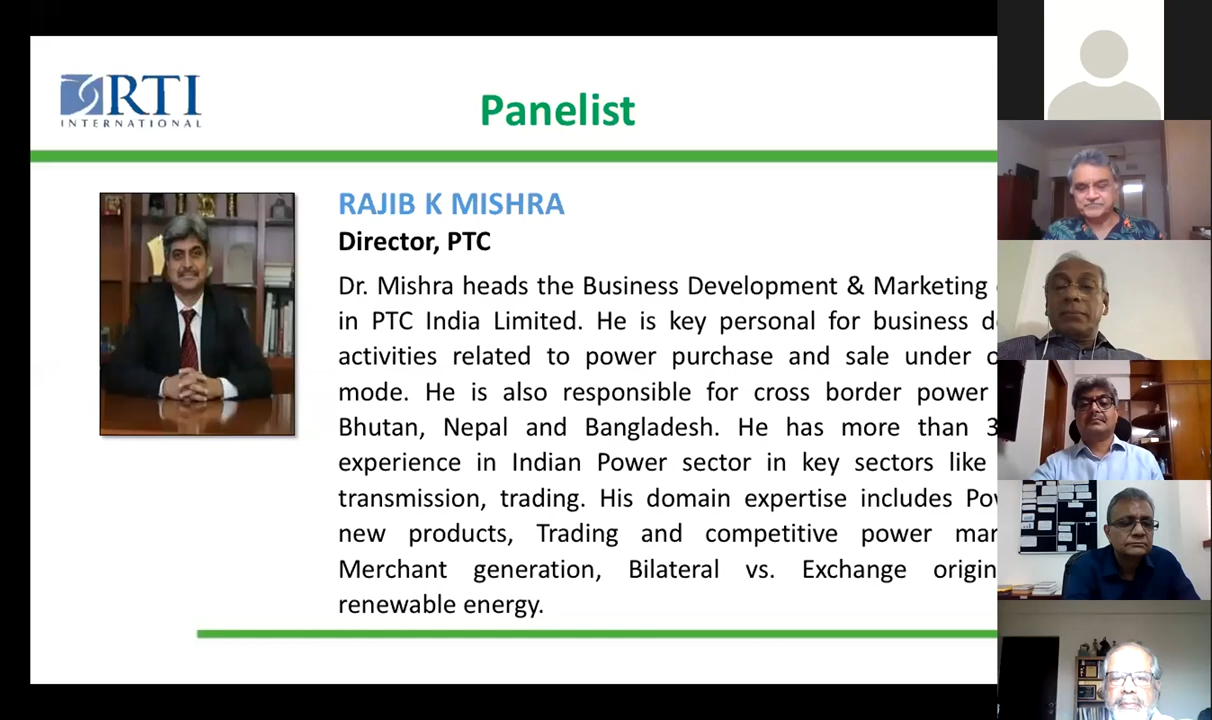 RTI
INTERNATIONAL
Panelist
RAJIB K MISHRA
Director, PTC
Dr. Mishra heads the Business Development & Marketing
in PTC India Limited. He is key personal for business
activities related to power purchase and sale under
mode. He is also responsible for cross border power
Bhutan, Nepal and Bangladesh. He has more than
experience in Indian Power sector in key sectors like
transmission, trading. His domain expertise includes
new products, Trading and competitive power
Merchant generation, Bilateral vs. Exchange
renewable energy.